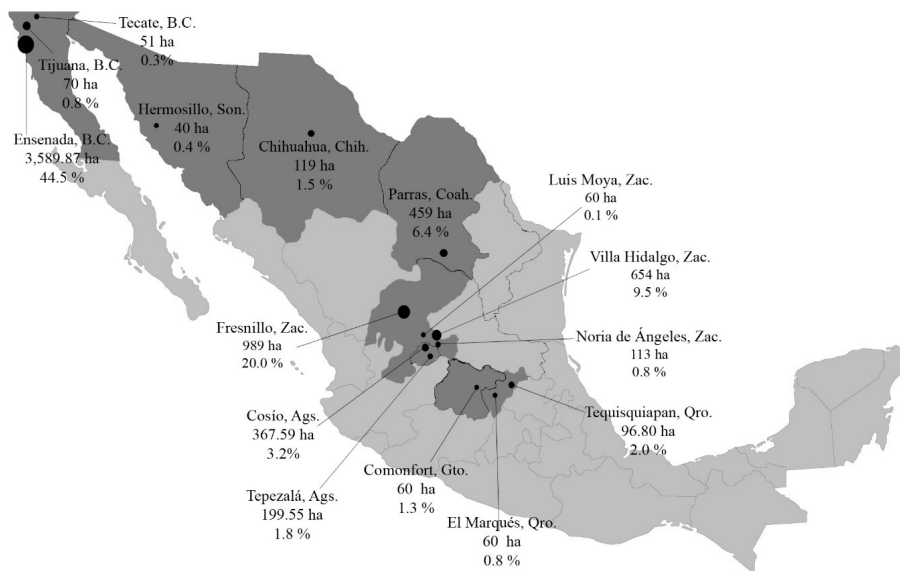 Tecate, B.C.
51 ha
0.3%
Tijuana, B.C.
70 ha
0.8 %
Ensenada, B.C.
3,589.87 ha
44.5 %
Hermosillo, Son.
40 ha
0.4 %
Chihuahua, Chih.
119 ha
1.5 %
Parras, Coah.
459 ha
6.4 %
Luis Moya, Zac.
60 ha
0.1 %
Villa Hidalgo, Zac.
654 ha
9.5 %
Fresnillo, Zac.
989 ha
20.0 %
Noria de Ángeles, Zac.
113 ha
0.8 %
Cosío, Ags.
367.59 ha
3.2%
Tequisquiapan, Qro.
96.80 ha
2.0 %
Tepezalá, Ags.
199.55 ha
1.8 %
Comonfort, Gto.
60 ha
1.3 %
El Marqués, Qro.
60 ha
0.8 %